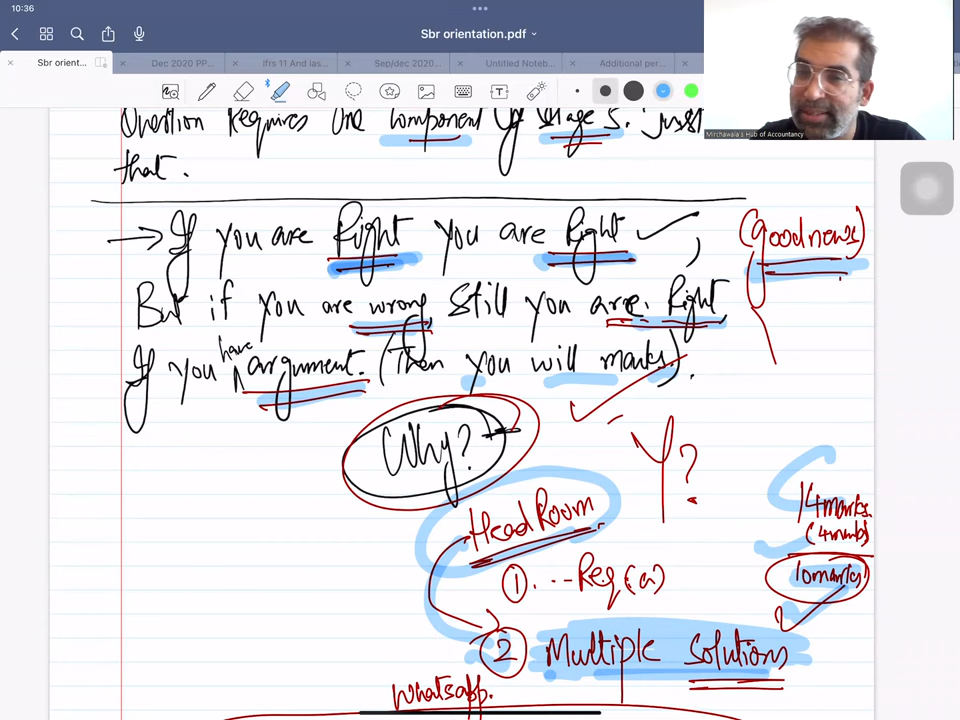 10:36
Sbr orientation.pdf
Sbr orient...
Dec 2020 PP...
ifrs 11 And ias...
Sep/dec 2020...
Untitled Noteb...
Additional per...
Mirchawala's Hub of Accountancy
Question Requires One component of stage 5. Just
that.
→ If you are Right you are Right ✓,
(good news)
But if you are wrong, Still you are. Right
If you have argument. (Then you will marks).
Why?
Y?
Head Room
14 marks.
(4 marks)
10 marks
① ... Req (a)
② Multiple Solutions
Whatsapp.